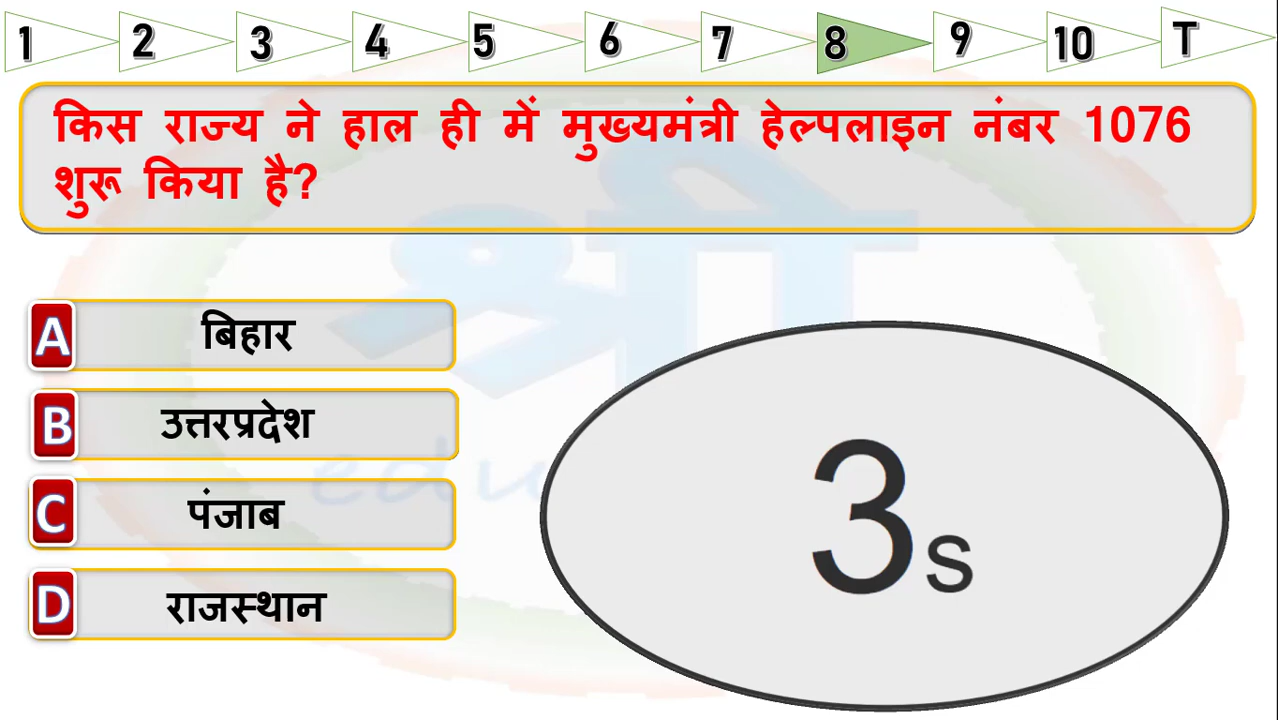 1 2 3 4 5 6 7 8 9 10 T
किस राज्य ने हाल ही में मुख्यमंत्री हेल्पलाइन नंबर 1076
शुरू किया है?
A बिहार
B उत्तरप्रदेश
C पंजाब
D राजस्थान
3s
श्री